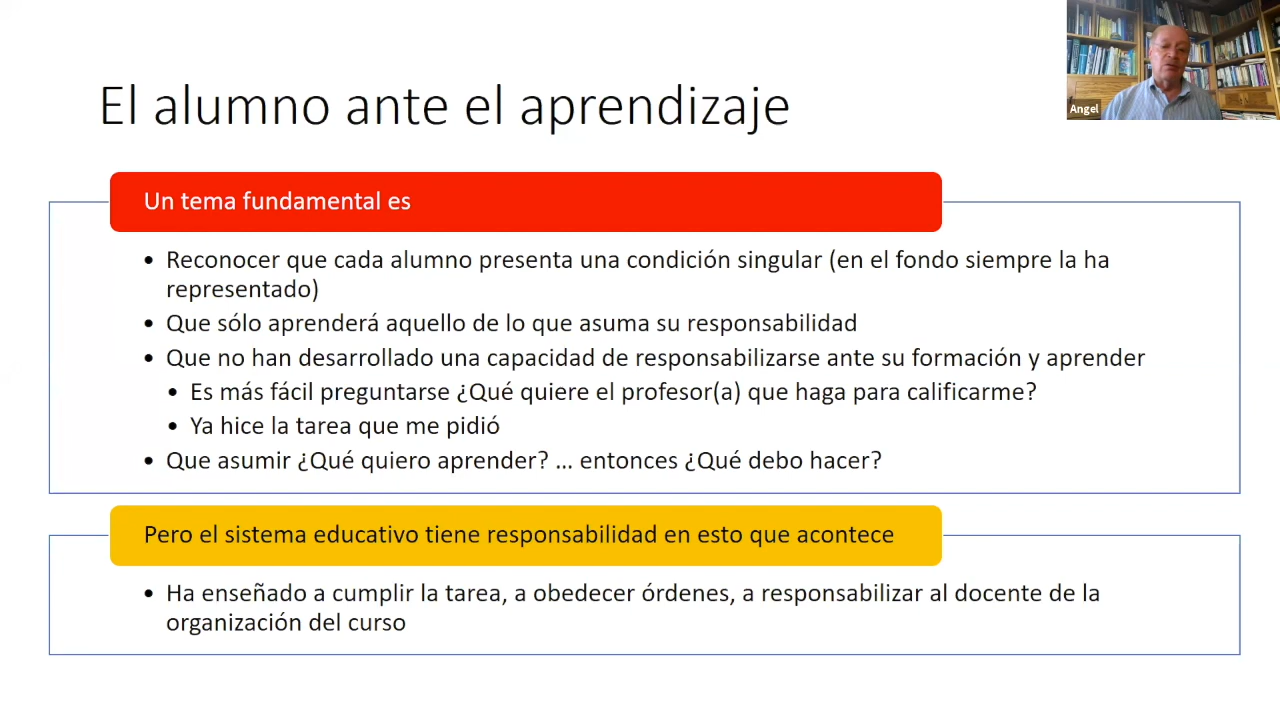 El alumno ante el aprendizaje
Angel
Un tema fundamental es
• Reconocer que cada alumno presenta una condición singular (en el fondo siempre la ha
representado)
• Que sólo aprenderá aquello de lo que asuma su responsabilidad
• Que no han desarrollado una capacidad de responsabilizarse ante su formación y aprender
• Es más fácil preguntarse ¿Qué quiere el profesor(a) que haga para calificarme?
• Ya hice la tarea que me pidió
• Que asumir ¿Qué quiero aprender? ... entonces ¿Qué debo hacer?
Pero el sistema educativo tiene responsabilidad en esto que acontece
• Ha enseñado a cumplir la tarea, a obedecer órdenes, a responsabilizar al docente de la
organización del curso